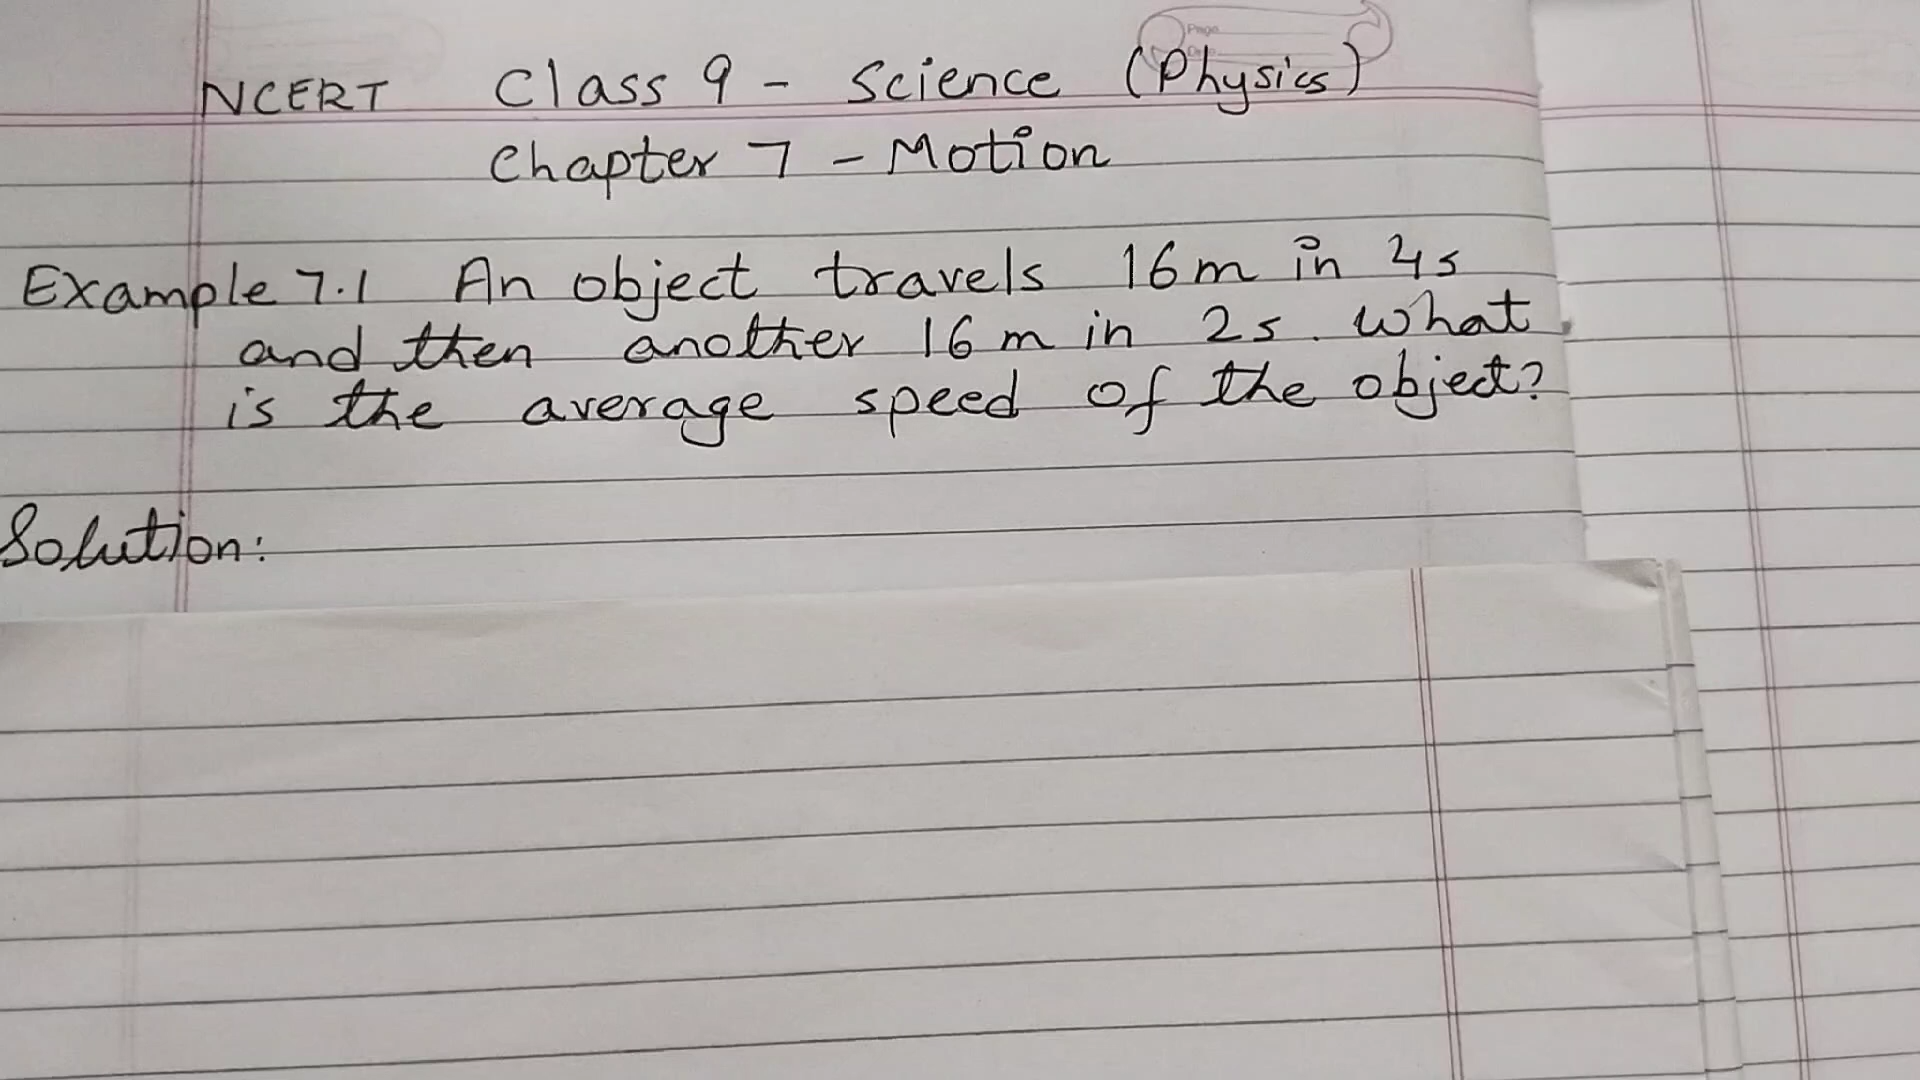 Page
NCERT Class 9 - Science (Physics)
Chapter 7 - Motion
Example 7.1 An object travels 16m in 4s
and then another 16 m in 2s. What
is the average speed of the object?
Solution: